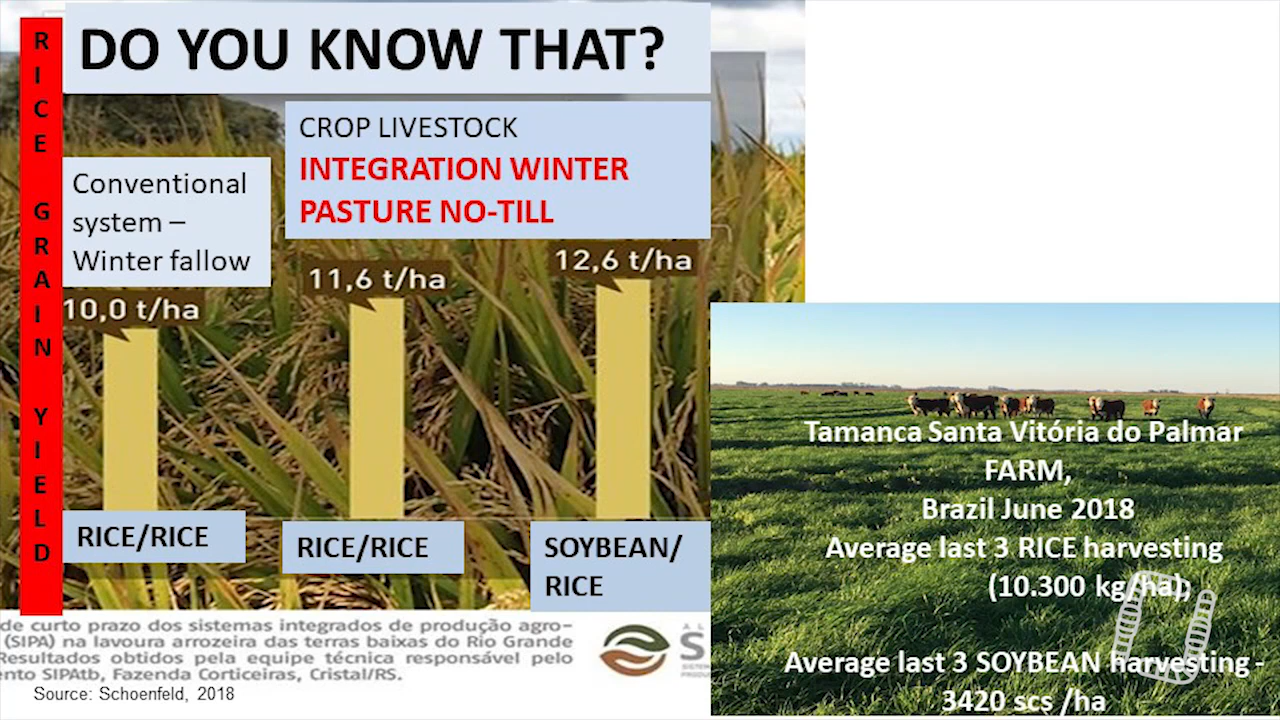 DO YOU KNOW THAT?
RICE GRAIN YIELD
CROP LIVESTOCK
INTEGRATION WINTER
PASTURE NO-TILL
Conventional
system –
Winter fallow
10,0 t/ha
11,6 t/ha
12,6 t/ha
RICE/RICE
RICE/RICE
SOYBEAN/
RICE
de curto prazo dos sistemas integrados de produção agro-
(SIPA) na lavoura arrozeira das terras baixas do Rio Grande
Resultados obtidos pela equipe técnica responsável pelo
nto SIPAtb, Fazenda Corticeiras, Cristal/RS.
Source: Schoenfeld, 2018
Tamanca Santa Vitória do Palmar
FARM,
Brazil June 2018
Average last 3 RICE harvesting
(10.300 kg/ha),
Average last 3 SOYBEAN harvesting -
3420 scs /ha